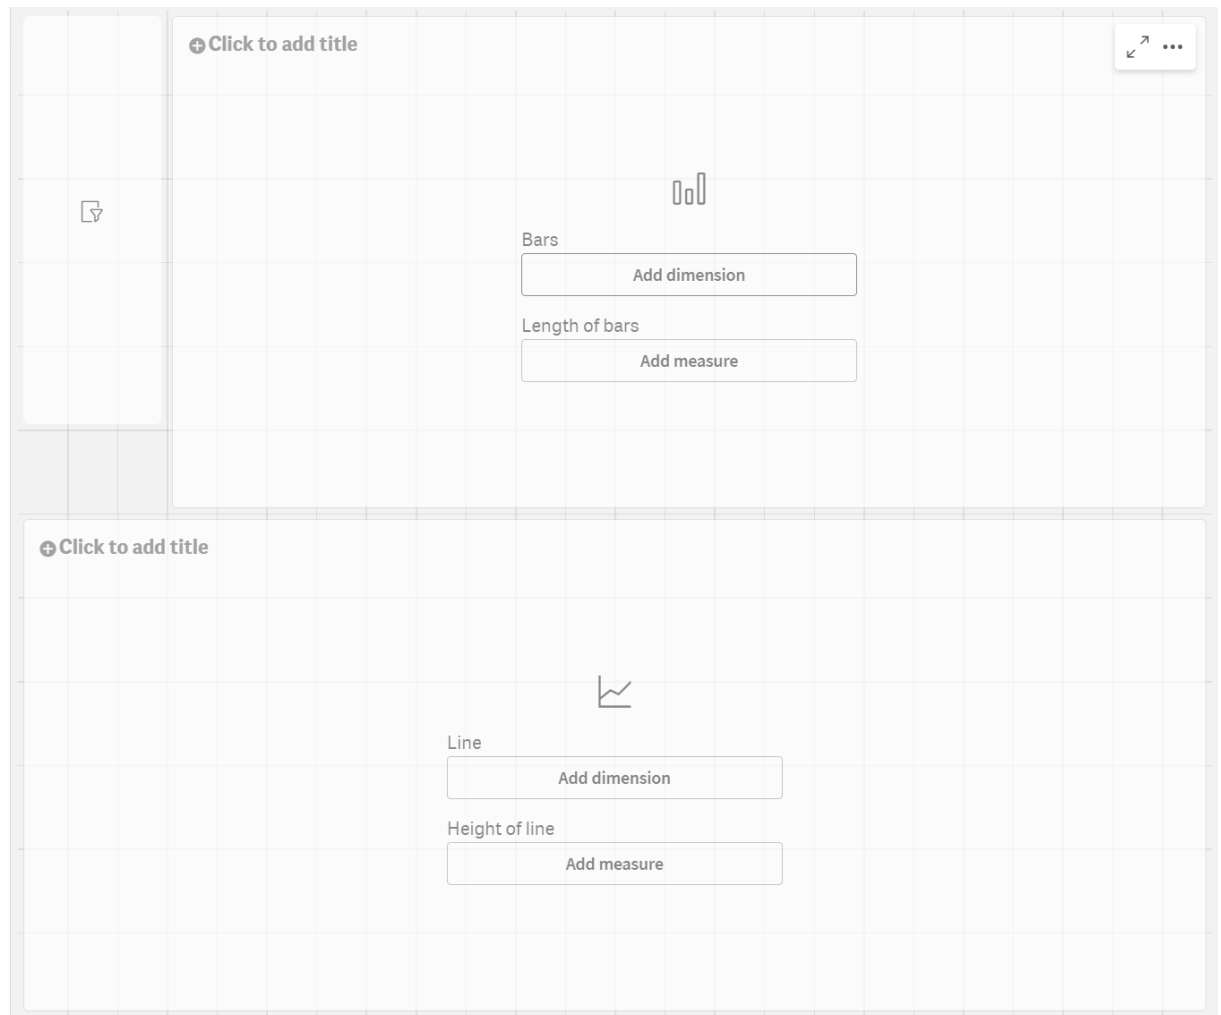 Click to add title
Bars
Add dimension
Length of bars
Add measure
Click to add title
Line
Add dimension
Height of line
Add measure